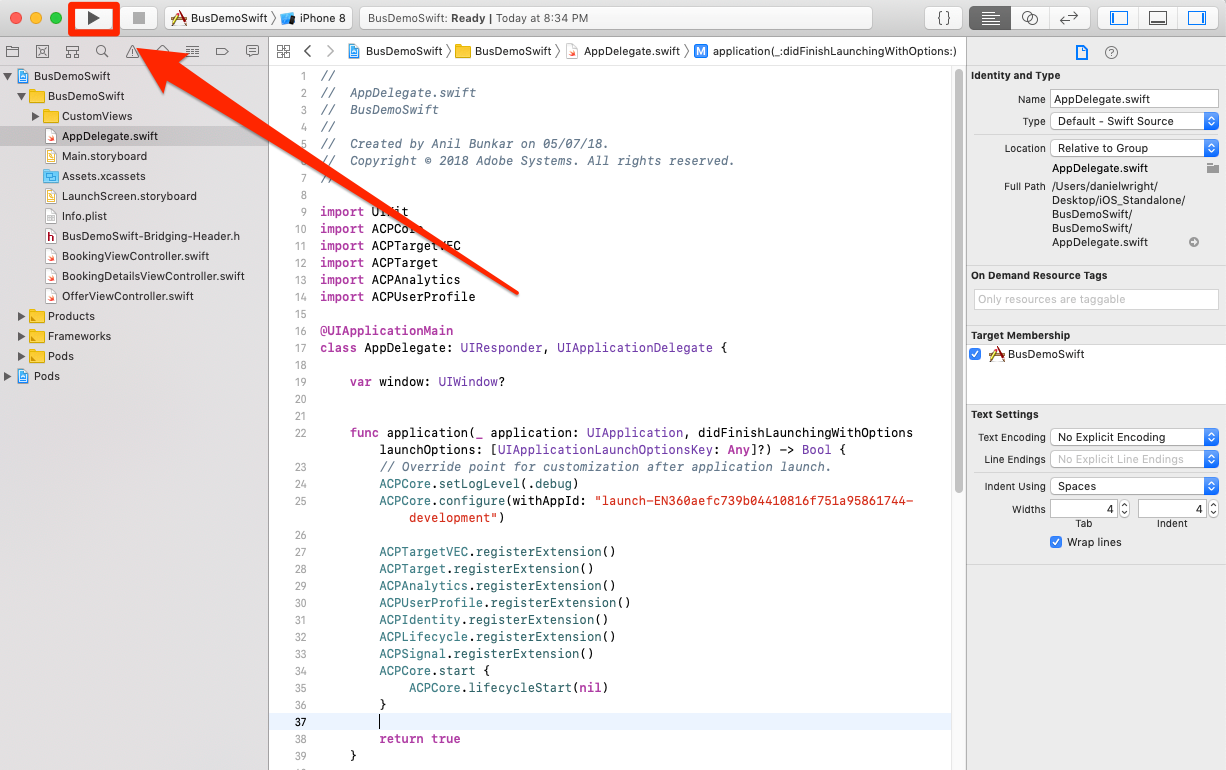 BusDemoSwift
iPhone 8
BusDemoSwift: Ready | Today at 8:34 PM
{ }
BusDemoSwift
BusDemoSwift
AppDelegate.swift
M
application(_:didFinishLaunchingWithOptions:)
BusDemoSwift
BusDemoSwift
CustomViews
AppDelegate.swift
Main.storyboard
Assets.xcassets
LaunchScreen.storyboard
Info.plist
h BusDemoSwift-Bridging-Header.h
BookingViewController.swift
BookingDetailsViewController.swift
OfferViewController.swift
Products
Frameworks
Pods
Pods
1 //
2 //  AppDelegate.swift
3 //  BusDemoSwift
4 //
5 //  Created by Anil Bunkar on 05/07/18.
6 //  Copyright © 2018 Adobe Systems. All rights reserved.
7 //
8
9 import UIKit
10 import ACPCore
11 import ACPTargetVEC
12 import ACPTarget
13 import ACPAnalytics
14 import ACPUserProfile
15
16 @UIApplicationMain
17 class AppDelegate: UIResponder, UIApplicationDelegate {
18
19     var window: UIWindow?
20
21
22     func application(_ application: UIApplication, didFinishLaunchingWithOptions
launchOptions: [UIApplicationLaunchOptionsKey: Any]?) -> Bool {
23         // Override point for customization after application launch.
24         ACPCore.setLogLevel(.debug)
25         ACPCore.configure(withAppId: "launch-EN360aefc739b04410816f751a95861744-
development")
26
27         ACPTargetVEC.registerExtension()
28         ACPTarget.registerExtension()
29         ACPAnalytics.registerExtension()
30         ACPUserProfile.registerExtension()
31         ACPIdentity.registerExtension()
32         ACPLifecycle.registerExtension()
33         ACPSignal.registerExtension()
34         ACPCore.start {
35             ACPCore.lifecycleStart(nil)
36         }
37
38         return true
39     }
Identity and Type
Name AppDelegate.swift
Type Default - Swift Source
Location Relative to Group
AppDelegate.swift
Full Path /Users/danielwright/
Desktop/iOS_Standalone/
BusDemoSwift/
BusDemoSwift/
AppDelegate.swift
On Demand Resource Tags
Only resources are taggable
Target Membership
BusDemoSwift
Text Settings
Text Encoding No Explicit Encoding
Line Endings No Explicit Line Endings
Indent Using Spaces
Widths 4 4
Tab Indent
Wrap lines